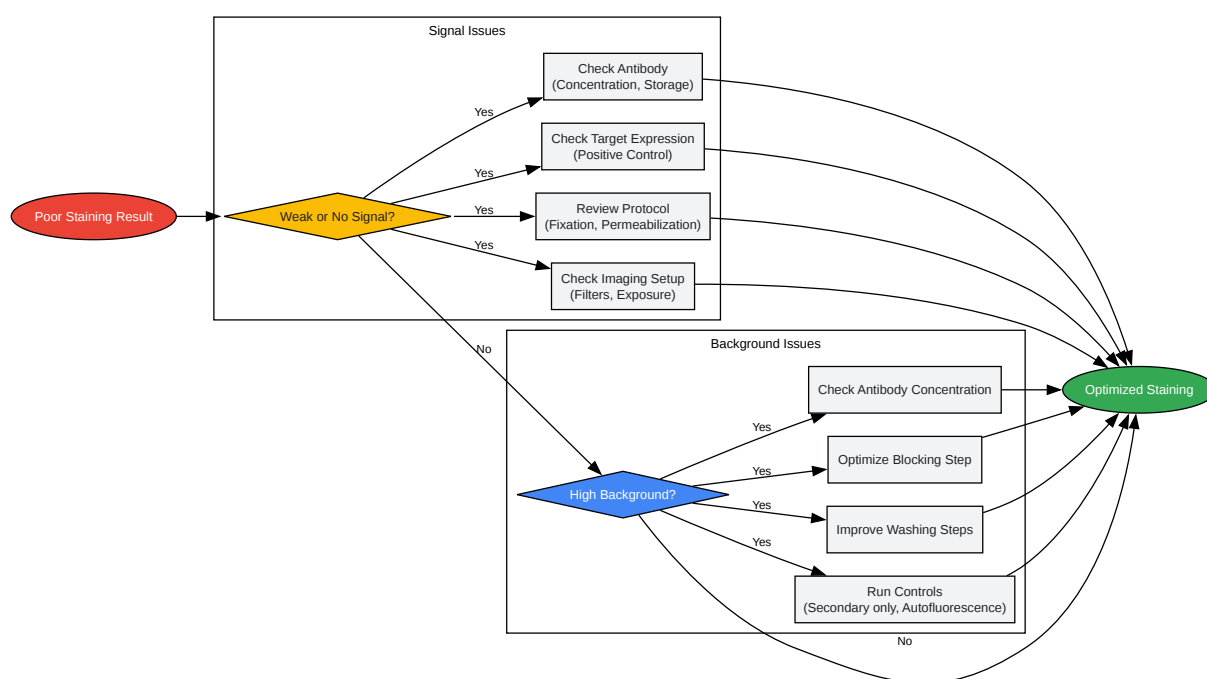 Signal Issues
Check Antibody
(Concentration, Storage)
Yes
Check Target Expression
(Positive Control)
Yes
Poor Staining Result
Weak or No Signal?
Yes
Review Protocol
(Fixation, Permeabilization)
Yes
Check Imaging Setup
(Filters, Exposure)
No
Background Issues
Check Antibody Concentration
Optimized Staining
Yes
Optimize Blocking Step
Yes
High Background?
Yes
Improve Washing Steps
Yes
Run Controls
(Secondary only, Autofluorescence)
No